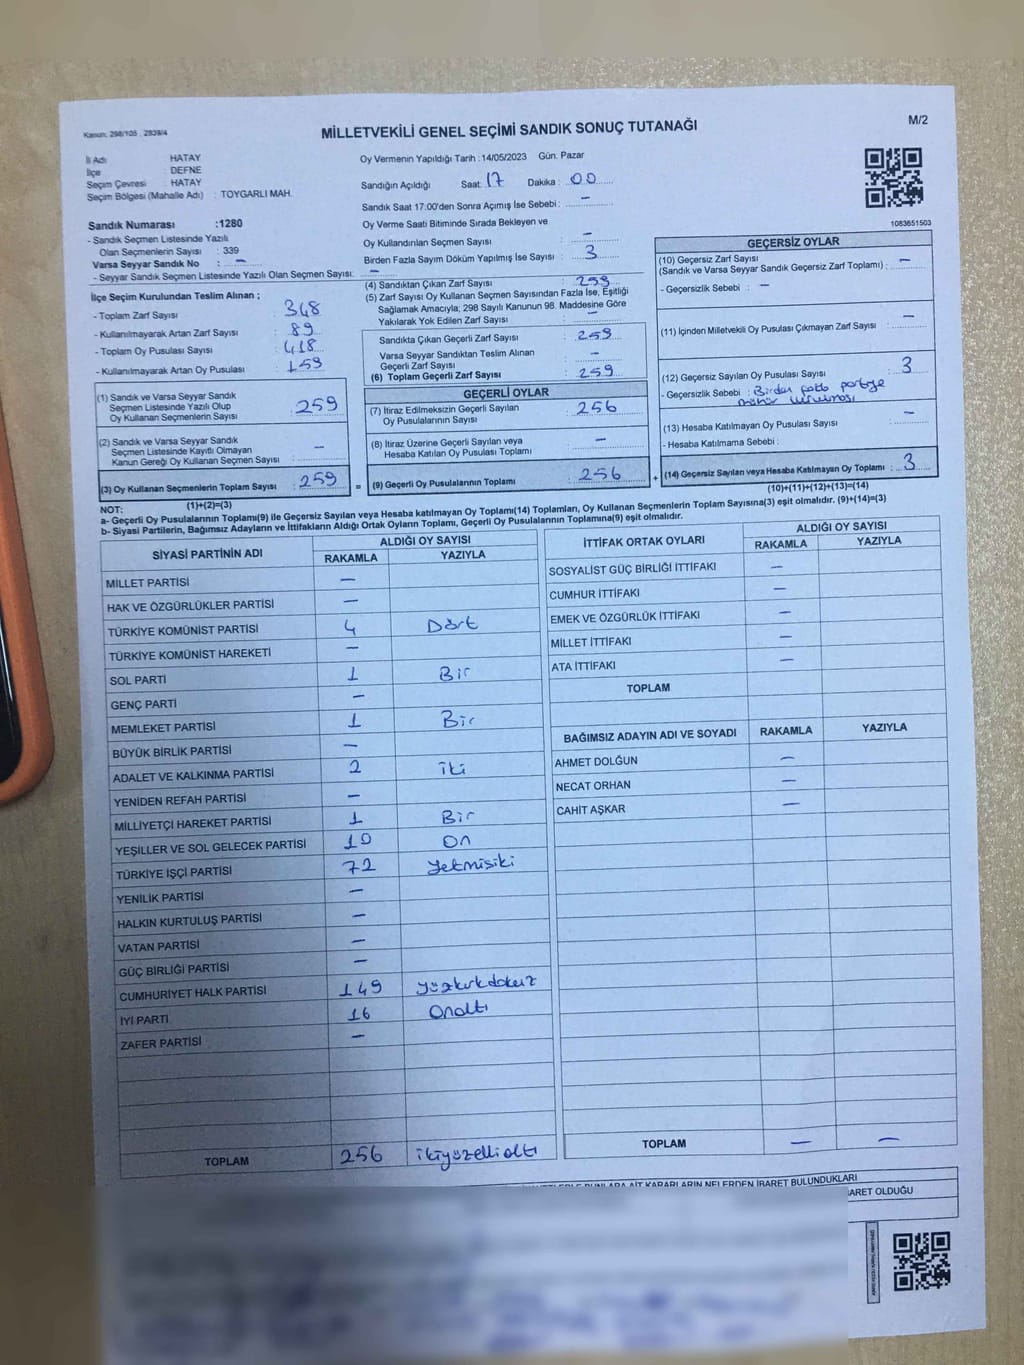 Kanun: 298/105 , 2839/4
MİLLETVEKİLİ GENEL SEÇİMİ SANDIK SONUÇ TUTANAĞI
M/2
İl Adı HATAY
İlçe DEFNE
Seçim Çevresi HATAY
Seçim Bölgesi (Mahalle Adı) : TOYGARLI MAH.
Oy Vermenin Yapıldığı Tarih : 14/05/2023 Gün: Pazar
Sandığın Açıldığı Saat: 17 Dakika : 00
Sandık Saat 17:00'den Sonra Açımış İse Sebebi : –
Oy Verme Saati Bitiminde Sırada Bekleyen ve
Oy Kullandırılan Seçmen Sayısı : –
Birden Fazla Sayım Döküm Yapılmış İse Sayısı : 3
1083651503
Sandık Numarası :1280
- Sandık Seçmen Listesinde Yazılı
Olan Seçmenlerin Sayısı : 339
Varsa Seyyar Sandık No : –
- Seyyar Sandık Seçmen Listesinde Yazılı Olan Seçmen Sayısı: –
İlçe Seçim Kurulundan Teslim Alınan ;
- Toplam Zarf Sayısı : 348
- Kullanılmayarak Artan Zarf Sayısı : 89
- Toplam Oy Pusulası Sayısı : 418
- Kullanılmayarak Artan Oy Pusulası : 159
(1) Sandık ve Varsa Seyyar Sandık
Seçmen Listesinde Yazılı Olup
Oy Kullanan Seçmenlerin Sayısı : 259
(2) Sandık ve Varsa Seyyar Sandık
Seçmen Listesinde Kayıtlı Olmayan
Kanun Gereği Oy Kullanan Seçmen Sayısı : –
(3) Oy Kullanan Seçmenlerin Toplam Sayısı : 259
(1)+(2)=(3)
(4) Sandıktan Çıkan Zarf Sayısı : 259
(5) Zarf Sayısı Oy Kullanan Seçmen Sayısından Fazla İse, Eşitliği
Sağlamak Amacıyla; 298 Sayılı Kanunun 98. Maddesine Göre
Yakılarak Yok Edilen Zarf Sayısı : –
Sandıkta Çıkan Geçerli Zarf Sayısı : 259
Varsa Seyyar Sandıktan Teslim Alınan
Geçerli Zarf Sayısı : –
(6) Toplam Geçerli Zarf Sayısı : 259
GEÇERLİ OYLAR
(7) İtiraz Edilmeksizin Geçerli Sayılan
Oy Pusulalarının Sayısı : 256
(8) İtiraz Üzerine Geçerli Sayılan veya
Hesaba Katılan Oy Pusulası Toplamı : –
= (9) Geçerli Oy Pusulalarının Toplamı : 256 +
GEÇERSİZ OYLAR
(10) Geçersiz Zarf Sayısı
(Sandık ve Varsa Seyyar Sandık Geçersiz Zarf Toplamı) : –
- Geçersizlik Sebebi : –
(11) İçinden Milletvekili Oy Pusulası Çıkmayan Zarf Sayısı : –
(12) Geçersiz Sayılan Oy Pusulası Sayısı : 3
- Geçersizlik Sebebi : Birden fazla partiye
mühür vurulması
(13) Hesaba Katılmayan Oy Pusulası Sayısı : –
- Hesaba Katılmama Sebebi :
(14) Geçersiz Sayılan veya Hesaba Katılmayan Oy Toplamı : 3
(10)+(11)+(12)+(13)=(14)
NOT:
a- Geçerli Oy Pusulalarının Toplamı(9) ile Geçersiz Sayılan veya Hesaba katılmayan Oy Toplamı(14) Toplamları, Oy Kullanan Seçmenlerin Toplam Sayısına(3) eşit olmalıdır. (9)+(14)=(3)
b- Siyasi Partilerin, Bağımsız Adayların ve İttifakların Aldığı Ortak Oyların Toplamı, Geçerli Oy Pusulalarının Toplamına(9) eşit olmalıdır.
SİYASİ PARTİNİN ADI ALDIĞI OY SAYISI
RAKAMLA YAZIYLA
MİLLET PARTİSİ –
HAK VE ÖZGÜRLÜKLER PARTİSİ –
TÜRKİYE KOMÜNİST PARTİSİ 4 Dört
TÜRKİYE KOMÜNİST HAREKETİ –
SOL PARTİ 1 Bir
GENÇ PARTİ –
MEMLEKET PARTİSİ 1 Bir
BÜYÜK BİRLİK PARTİSİ –
ADALET VE KALKINMA PARTİSİ 2 iki
YENİDEN REFAH PARTİSİ –
MİLLİYETÇİ HAREKET PARTİSİ 1 Bir
YEŞİLLER VE SOL GELECEK PARTİSİ 10 On
TÜRKİYE İŞÇİ PARTİSİ 72 Yetmişiki
YENİLİK PARTİSİ –
HALKIN KURTULUŞ PARTİSİ –
VATAN PARTİSİ –
GÜÇ BİRLİĞİ PARTİSİ –
CUMHURİYET HALK PARTİSİ 149 yüzkırkdokuz
İYİ PARTİ 16 Onaltı
ZAFER PARTİSİ –
TOPLAM 256 ikiyüzellialtı
İTTİFAK ORTAK OYLARI ALDIĞI OY SAYISI
RAKAMLA YAZIYLA
SOSYALİST GÜÇ BİRLİĞİ İTTİFAKI –
CUMHUR İTTİFAKI –
EMEK VE ÖZGÜRLÜK İTTİFAKI –
MİLLET İTTİFAKI –
ATA İTTİFAKI –
TOPLAM
BAĞIMSIZ ADAYIN ADI VE SOYADI RAKAMLA YAZIYLA
AHMET DOLĞUN –
NECAT ORHAN –
CAHİT AŞKAR –
TOPLAM – –
BUNLARA AİT KARARLARIN NELERDEN İBARET BULUNDUKLARI
OLDUĞU